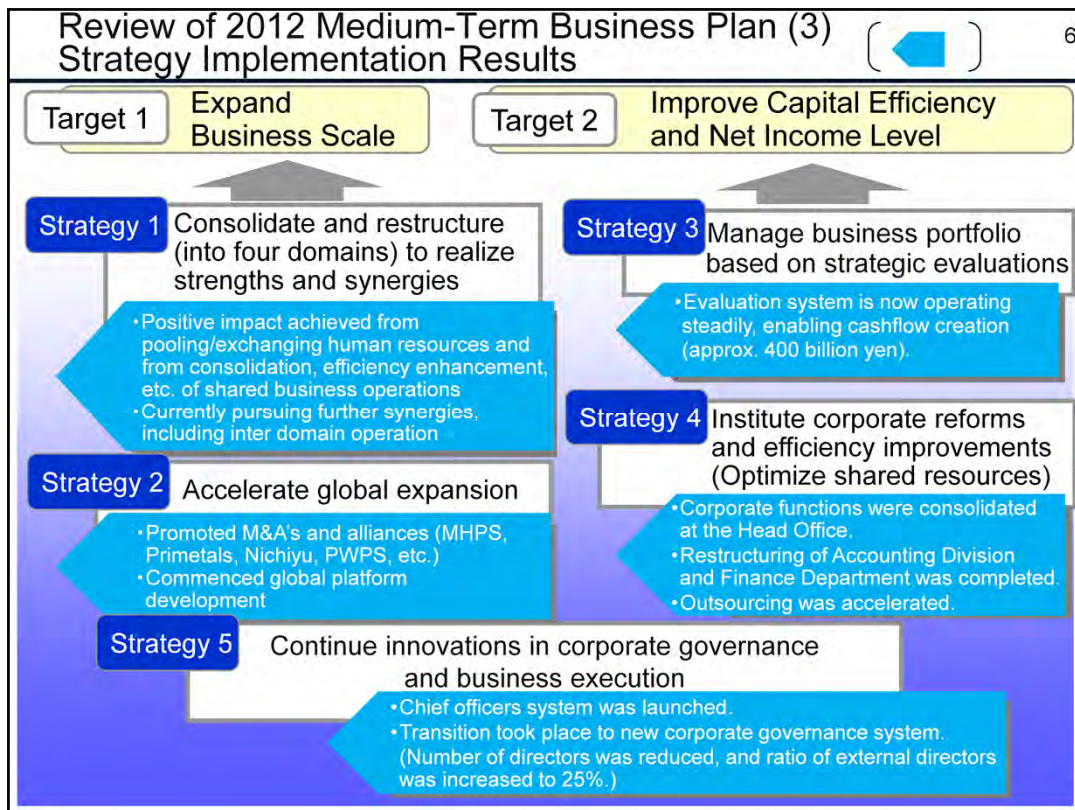 Review of 2012 Medium-Term Business Plan (3)
Strategy Implementation Results
6
Target 1
Expand
Business Scale
Target 2
Improve Capital Efficiency
and Net Income Level
Strategy 1
Consolidate and restructure
(into four domains) to realize
strengths and synergies
・Positive impact achieved from
pooling/exchanging human resources and
from consolidation, efficiency enhancement,
etc. of shared business operations
・Currently pursuing further synergies,
including inter domain operation
Strategy 2
Accelerate global expansion
・Promoted M&A's and alliances (MHPS,
Primetals, Nichiyu, PWPS, etc.)
・Commenced global platform
development
Strategy 3
Manage business portfolio
based on strategic evaluations
・Evaluation system is now operating
steadily, enabling cashflow creation
(approx. 400 billion yen).
Strategy 4
Institute corporate reforms
and efficiency improvements
(Optimize shared resources)
・Corporate functions were consolidated
at the Head Office.
・Restructuring of Accounting Division
and Finance Department was completed.
・Outsourcing was accelerated.
Strategy 5
Continue innovations in corporate governance
and business execution
・Chief officers system was launched.
・Transition took place to new corporate governance system.
(Number of directors was reduced, and ratio of external directors
was increased to 25%.)